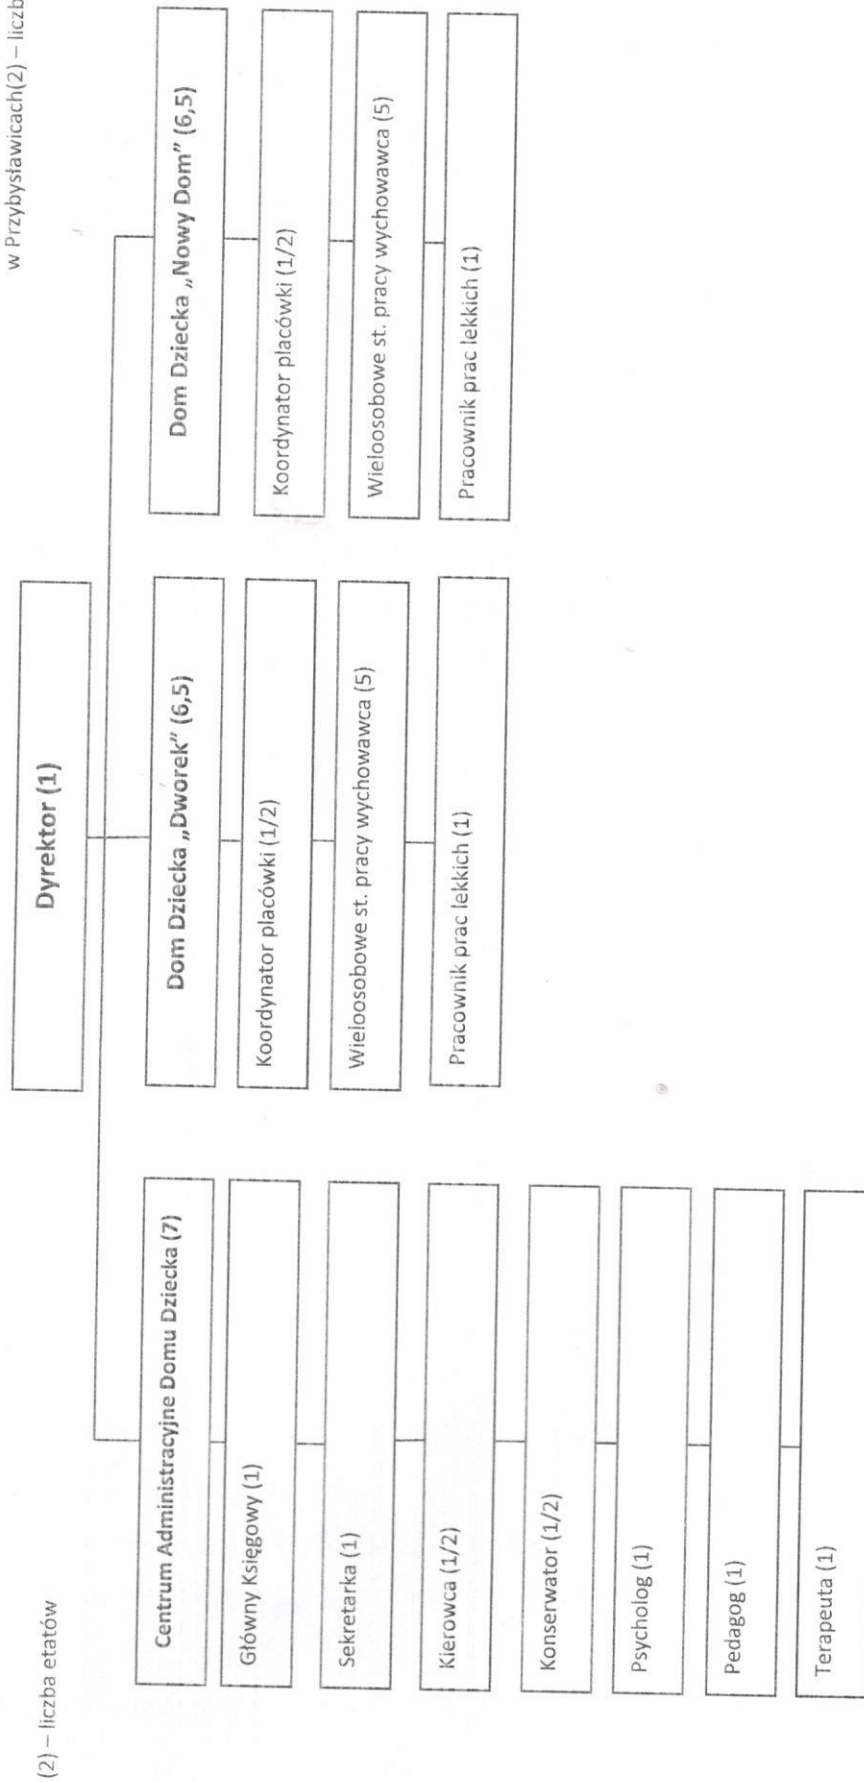 w Przybysławicach(2) – liczb
(2) – liczba etatów
Dyrektor (1)
Centrum Administracyjne Domu Dziecka (7)
Główny Księgowy (1)
Sekretarka (1)
Kierowca (1/2)
Konserwator (1/2)
Psycholog (1)
Pedagog (1)
Terapeuta (1)
Dom Dziecka „Dworek” (6,5)
Koordynator placówki (1/2)
Wieloosobowe st. pracy wychowawca (5)
Pracownik prac lekkich (1)
Dom Dziecka „Nowy Dom” (6,5)
Koordynator placówki (1/2)
Wieloosobowe st. pracy wychowawca (5)
Pracownik prac lekkich (1)